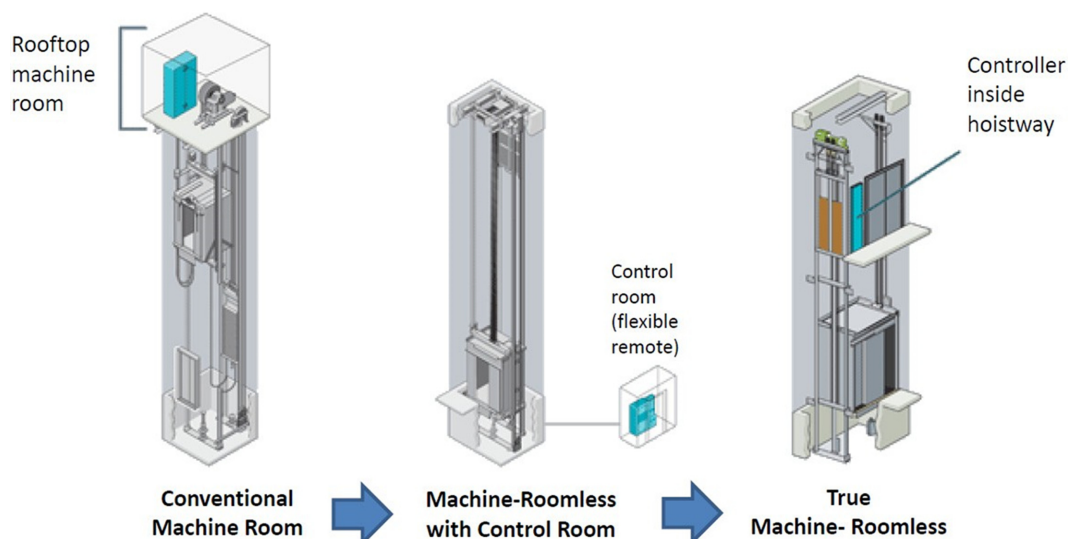 Rooftop
machine
room
Controller
inside
hoistway
Control
room
(flexible
remote)
Conventional
Machine Room
Machine-Roomless
with Control Room
True
Machine- Roomless